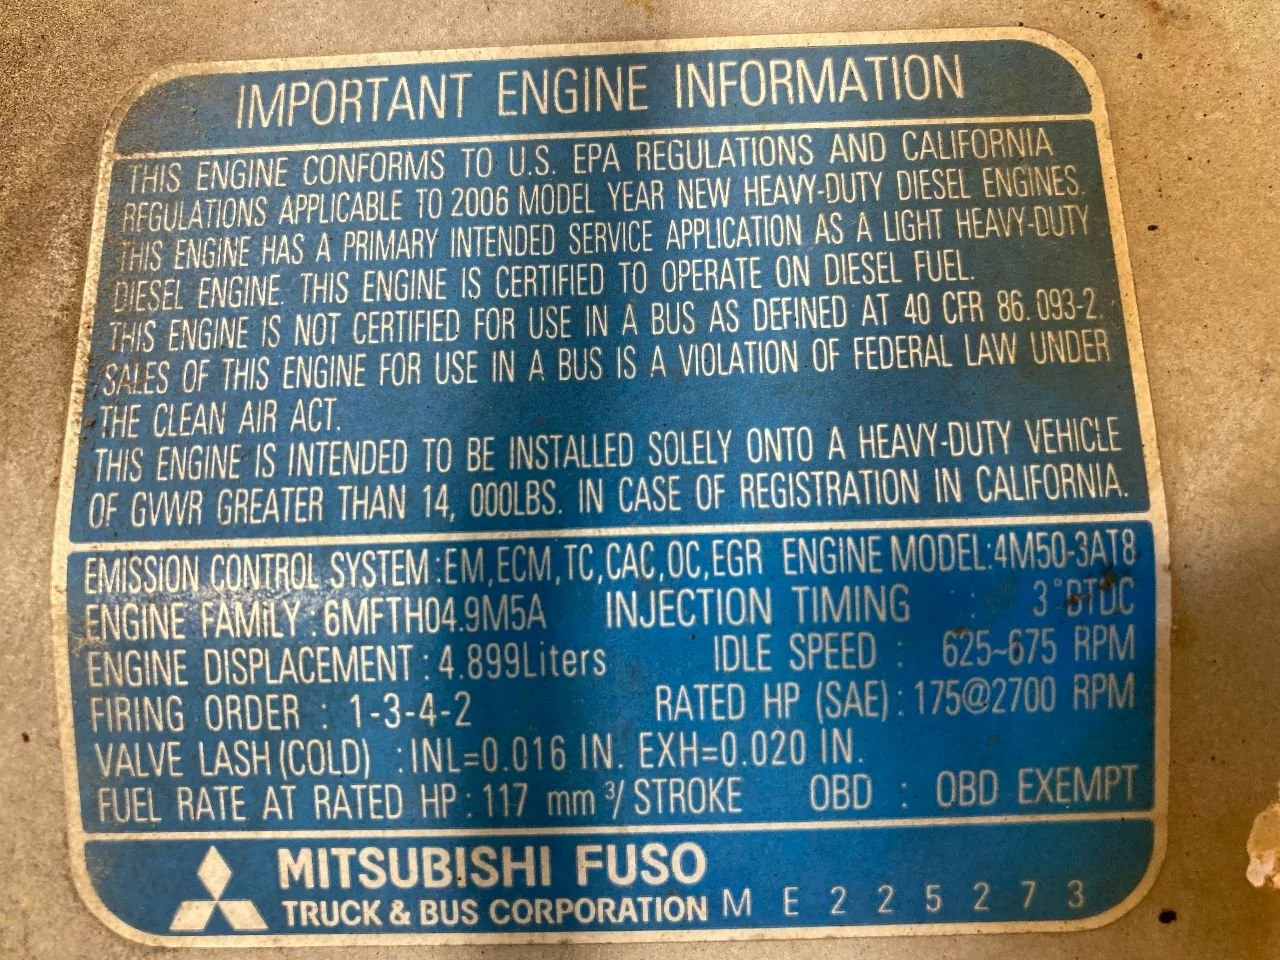 IMPORTANT ENGINE INFORMATION
THIS ENGINE CONFORMS TO U.S. EPA REGULATIONS AND CALIFORNIA
REGULATIONS APPLICABLE TO 2006 MODEL YEAR NEW HEAVY-DUTY DIESEL ENGINES.
THIS ENGINE HAS A PRIMARY INTENDED SERVICE APPLICATION AS A LIGHT HEAVY-DUTY
DIESEL ENGINE. THIS ENGINE IS CERTIFIED TO OPERATE ON DIESEL FUEL.
THIS ENGINE IS NOT CERTIFIED FOR USE IN A BUS AS DEFINED AT 40 CFR 86.093-2.
SALES OF THIS ENGINE FOR USE IN A BUS IS A VIOLATION OF FEDERAL LAW UNDER
THE CLEAN AIR ACT.
THIS ENGINE IS INTENDED TO BE INSTALLED SOLELY ONTO A HEAVY-DUTY VEHICLE
OF GVWR GREATER THAN 14, 000LBS. IN CASE OF REGISTRATION IN CALIFORNIA.
EMISSION CONTROL SYSTEM:EM,ECM,TC,CAC,OC,EGR ENGINE MODEL:4M50-3AT8
ENGINE FAMILY : 6MFTH04.9M5A INJECTION TIMING : 3°BTDC
ENGINE DISPLACEMENT : 4.899Liters IDLE SPEED : 625~675 RPM
FIRING ORDER : 1-3-4-2 RATED HP (SAE) : 175@2700 RPM
VALVE LASH(COLD) : INL=0.016 IN. EXH=0.020 IN.
FUEL RATE AT RATED HP : 117 mm³/ STROKE OBD : OBD EXEMPT
MITSUBISHI FUSO
TRUCK & BUS CORPORATION ME225273